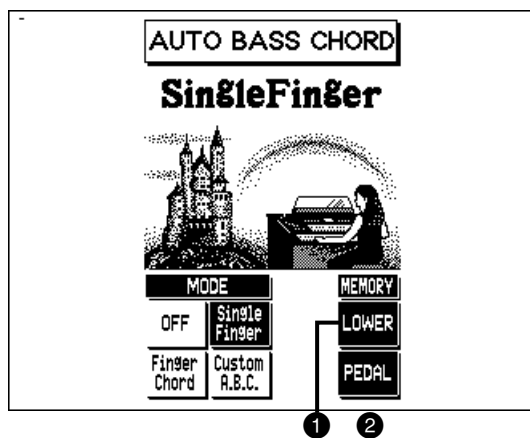 AUTO BASS CHORD
SingleFinger
MODE
MEMORY
OFF
Single
Finger
LOWER
Finger
Chord
Custom
A.B.C.
PEDAL
1 2